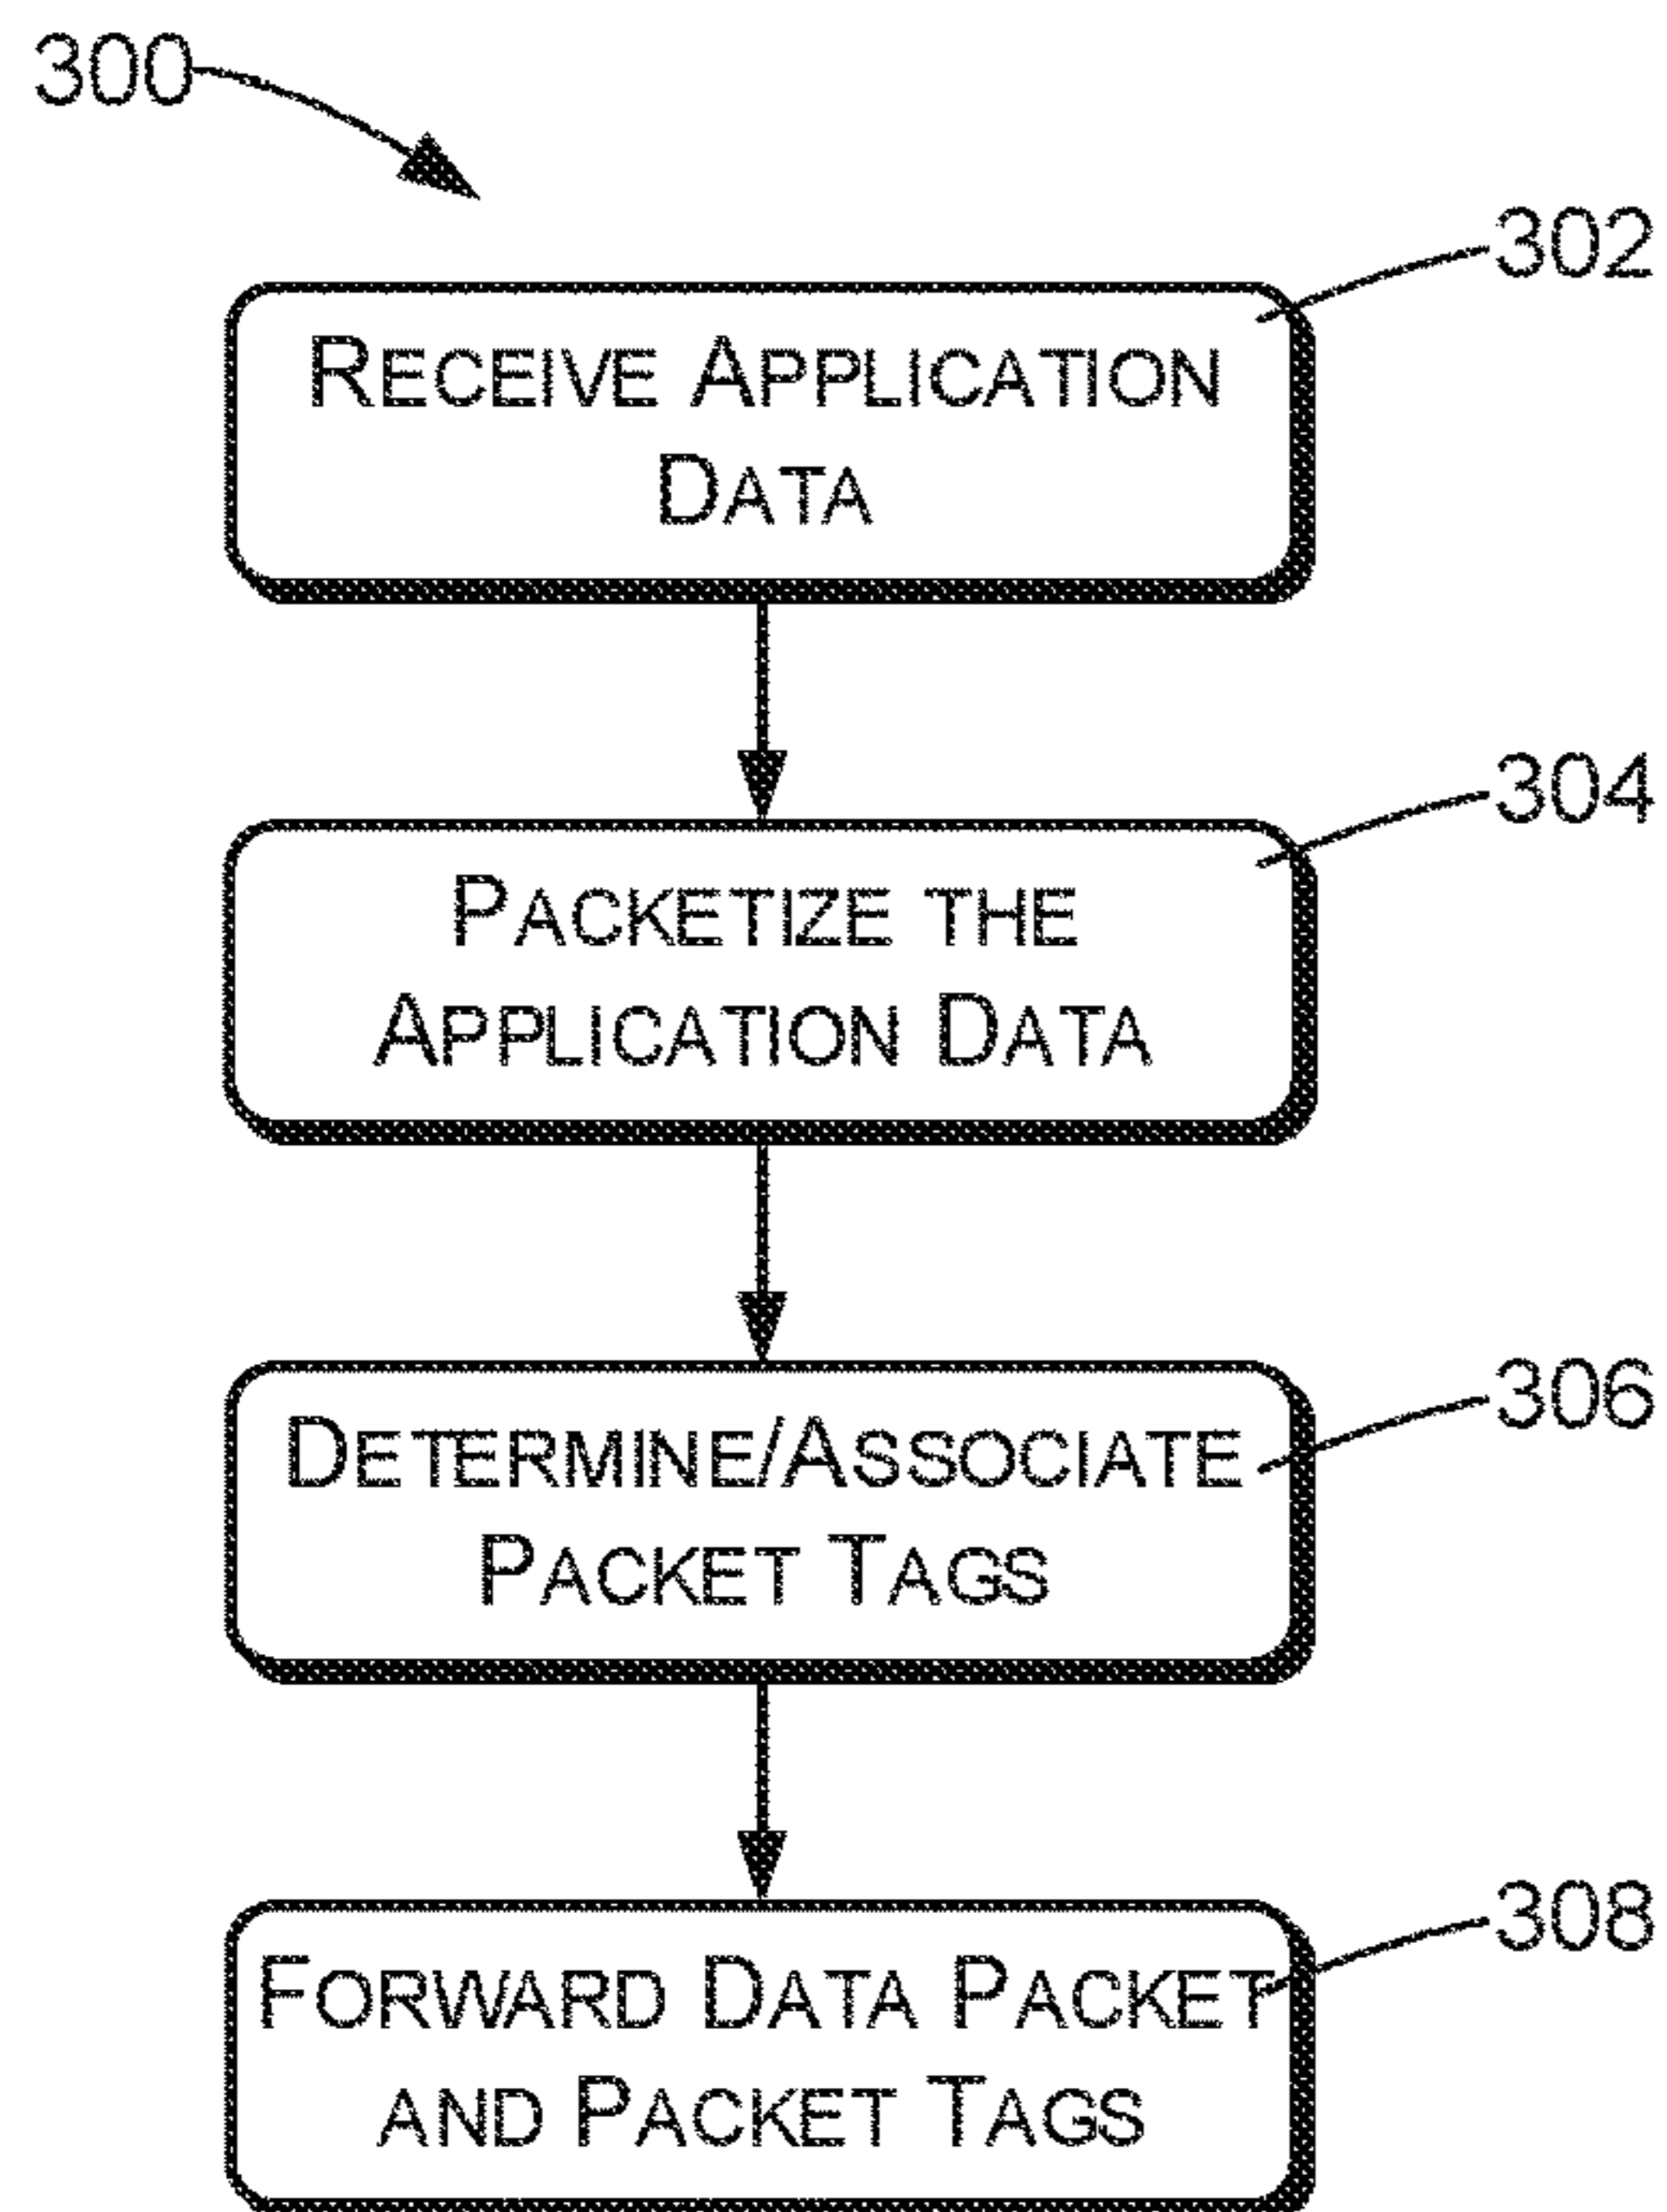 300
302
RECEIVE APPLICATION
DATA
304
PACKETIZE THE
APPLICATION DATA
306
DETERMINE/ASSOCIATE
PACKET TAGS
308
FORWARD DATA PACKET
AND PACKET TAGS